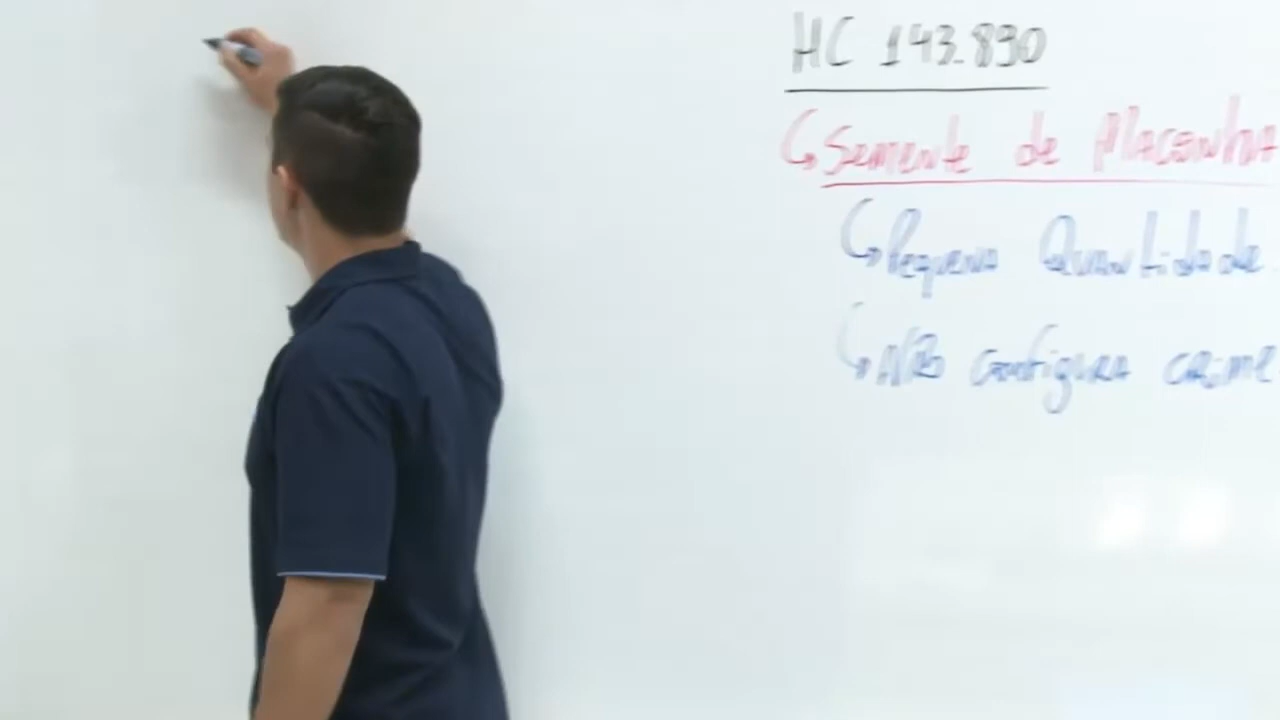 HC 143.890
Semente de Maconha
Pequena Quantidade.
Não configura crime.